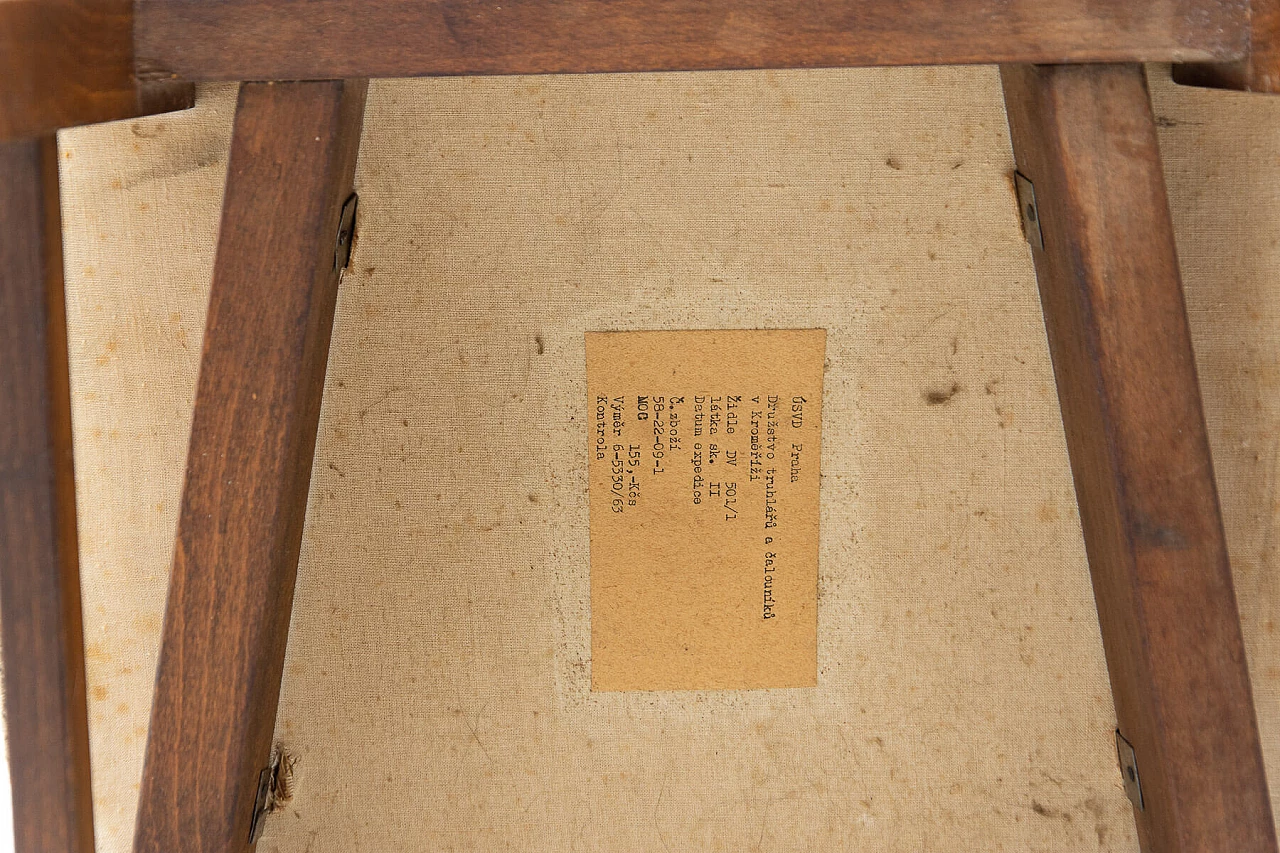 ÚSVD Praha
Družstvo truhlářů a čalouníků
v Kroměříži
Židle DV 501/1
látka sk. II
Datum expedice
Č.zboží
58-22-09-1
MOC 155,-Kčs
Výměr 6-5330/63
Kontrola